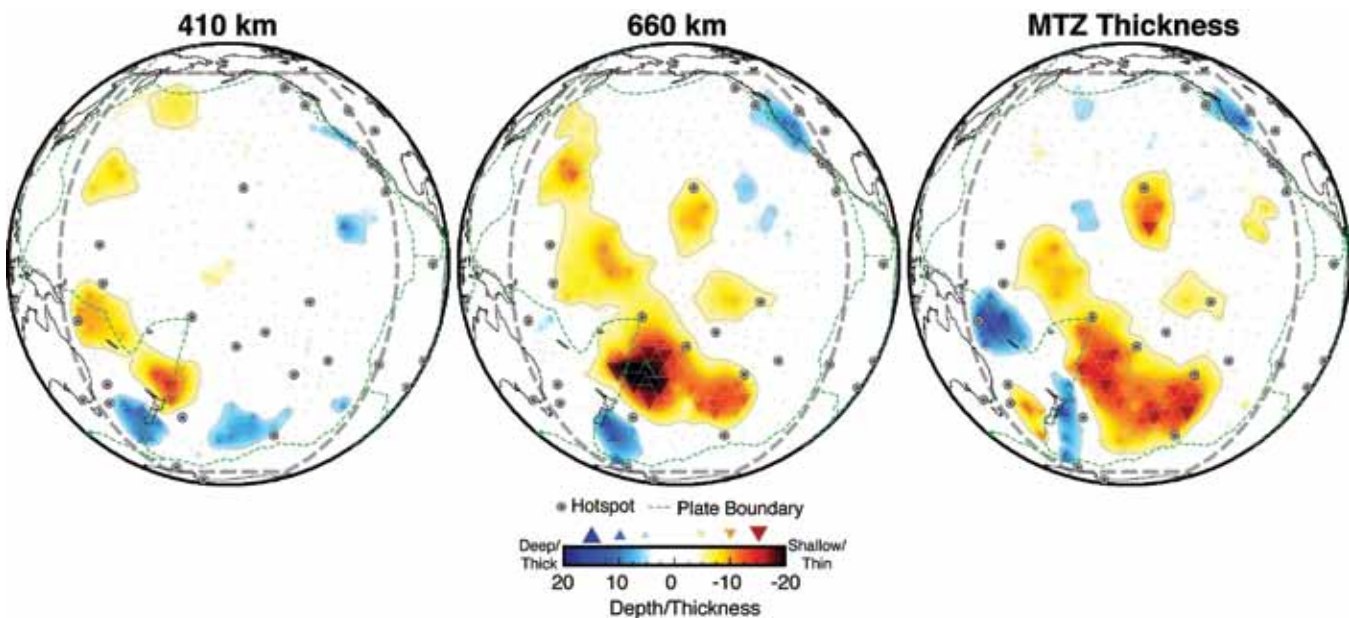 410 km
660 km
MTZ Thickness
Hotspot
Plate Boundary
Deep/
Thick
Shallow/
Thin
20 10 0 -10 -20
Depth/Thickness